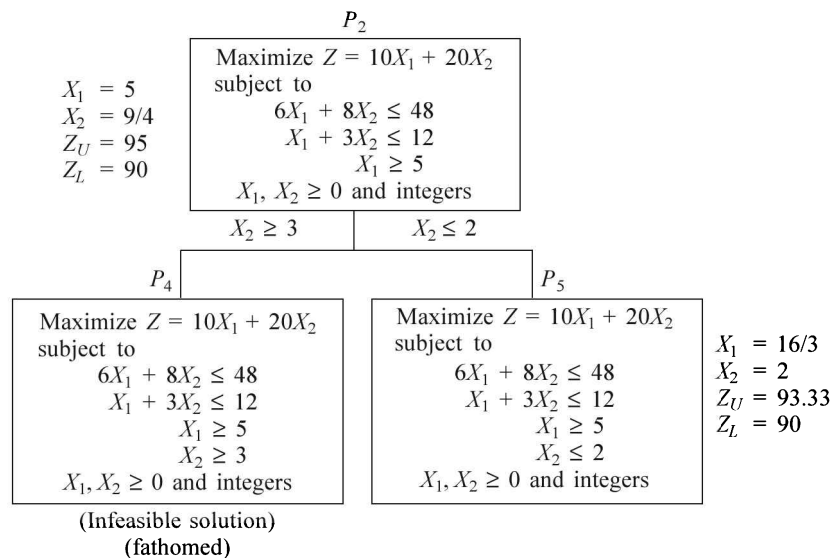 P₂
Maximize Z = 10X₁ + 20X₂
subject to
6X₁ + 8X₂ ≤ 48
X₁ + 3X₂ ≤ 12
X₁ ≥ 5
X₁, X₂ ≥ 0 and integers
X₁ = 5
X₂ = 9/4
Z_U = 95
Z_L = 90
X₂ ≥ 3
X₂ ≤ 2
P₄
Maximize Z = 10X₁ + 20X₂
subject to
6X₁ + 8X₂ ≤ 48
X₁ + 3X₂ ≤ 12
X₁ ≥ 5
X₂ ≥ 3
X₁, X₂ ≥ 0 and integers
(Infeasible solution)
(fathomed)
P₅
Maximize Z = 10X₁ + 20X₂
subject to
6X₁ + 8X₂ ≤ 48
X₁ + 3X₂ ≤ 12
X₁ ≥ 5
X₂ ≤ 2
X₁, X₂ ≥ 0 and integers
X₁ = 16/3
X₂ = 2
Z_U = 93.33
Z_L = 90